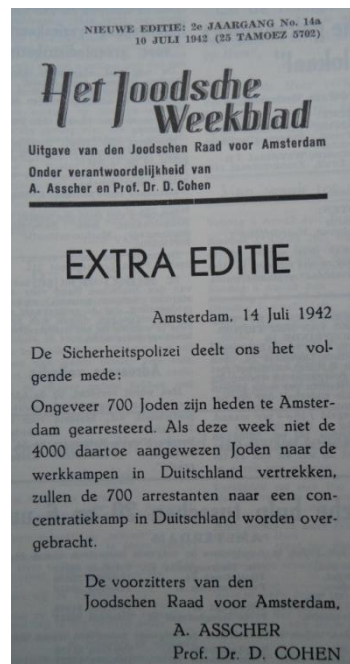 NIEUWE EDITIE: 2e JAARGANG No. 14a
10 JULI 1942 (25 TAMOEZ 5702)
Het Joodsche
Weekblad
Uitgave van den Joodschen Raad voor Amsterdam
Onder verantwoordelijkheid van
A. Asscher en Prof. Dr. D. Cohen
EXTRA EDITIE
Amsterdam, 14 Juli 1942
De Sicherheitspolizei deelt ons het vol-
gende mede:
Ongeveer 700 Joden zijn heden te Amster-
dam gearresteerd. Als deze week niet de
4000 daartoe aangewezen Joden naar de
werkkampen in Duitschland vertrekken,
zullen de 700 arrestanten naar een con-
centratiekamp in Duitschland worden over-
gebracht.
De voorzitters van den
Joodschen Raad voor Amsterdam,
A. ASSCHER
Prof. Dr. D. COHEN